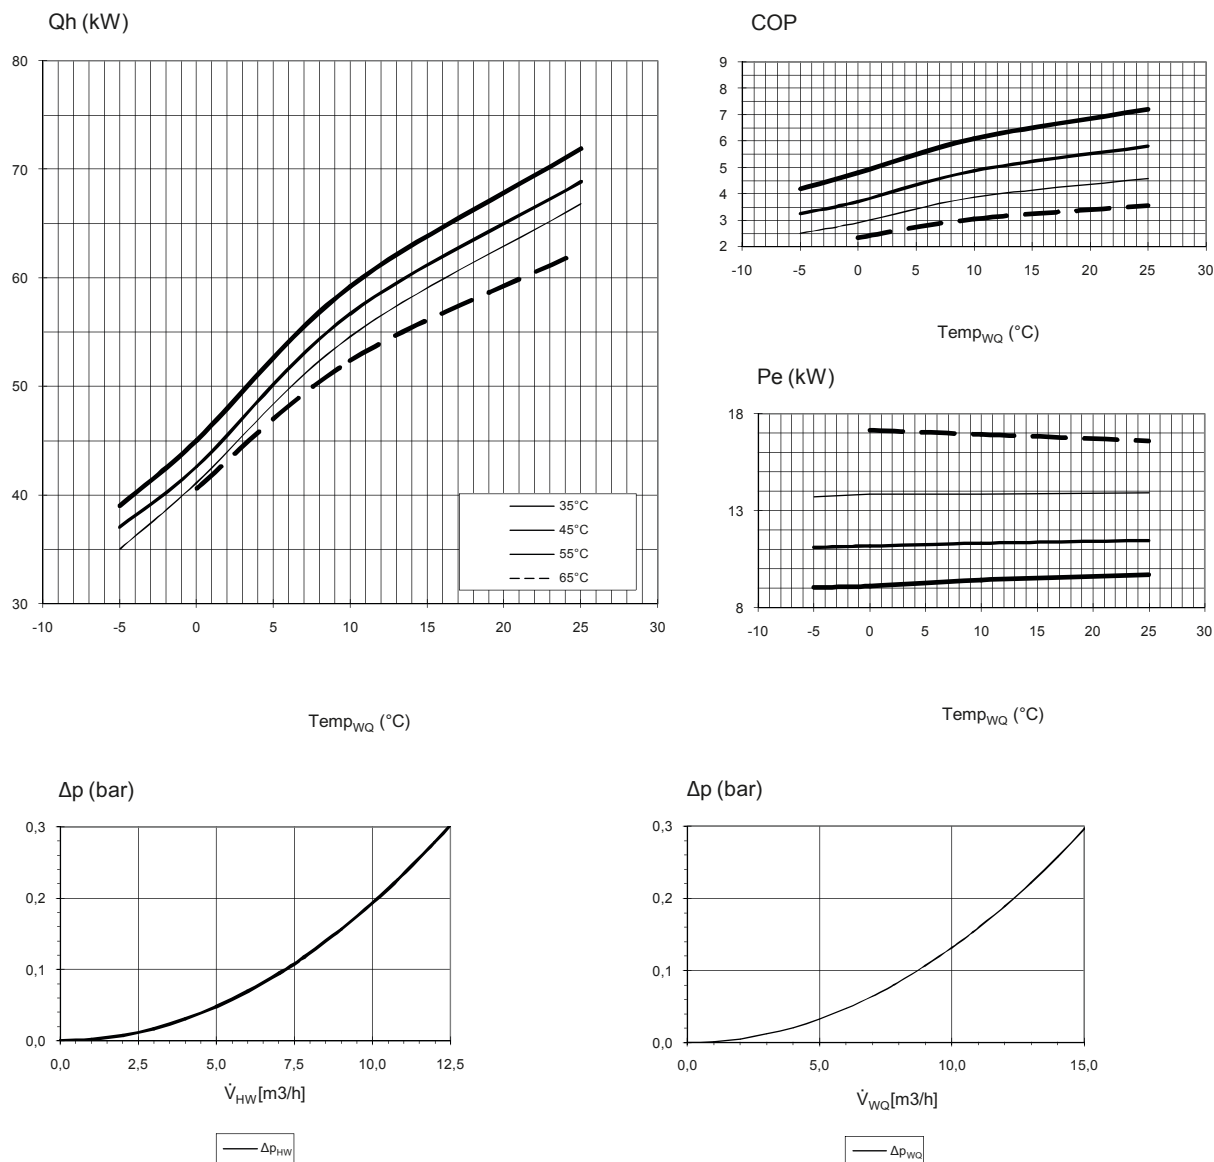 Qh (kW)
80
70
60
50
40
30
-10 -5 0 5 10 15 20 25 30
35°C
45°C
55°C
65°C
Temp_WQ (°C)
COP
9
8
7
6
5
4
3
2
-10 -5 0 5 10 15 20 25 30
Temp_WQ (°C)
Pe (kW)
18
13
8
-10 -5 0 5 10 15 20 25 30
Temp_WQ (°C)
Δp (bar)
0,3
0,2
0,1
0,0
0,0 2,5 5,0 7,5 10,0 12,5
V̇_HW[m3/h]
Δp_HW
Δp (bar)
0,3
0,2
0,1
0,0
0,0 5,0 10,0 15,0
V̇_WQ[m3/h]
Δp_WQ